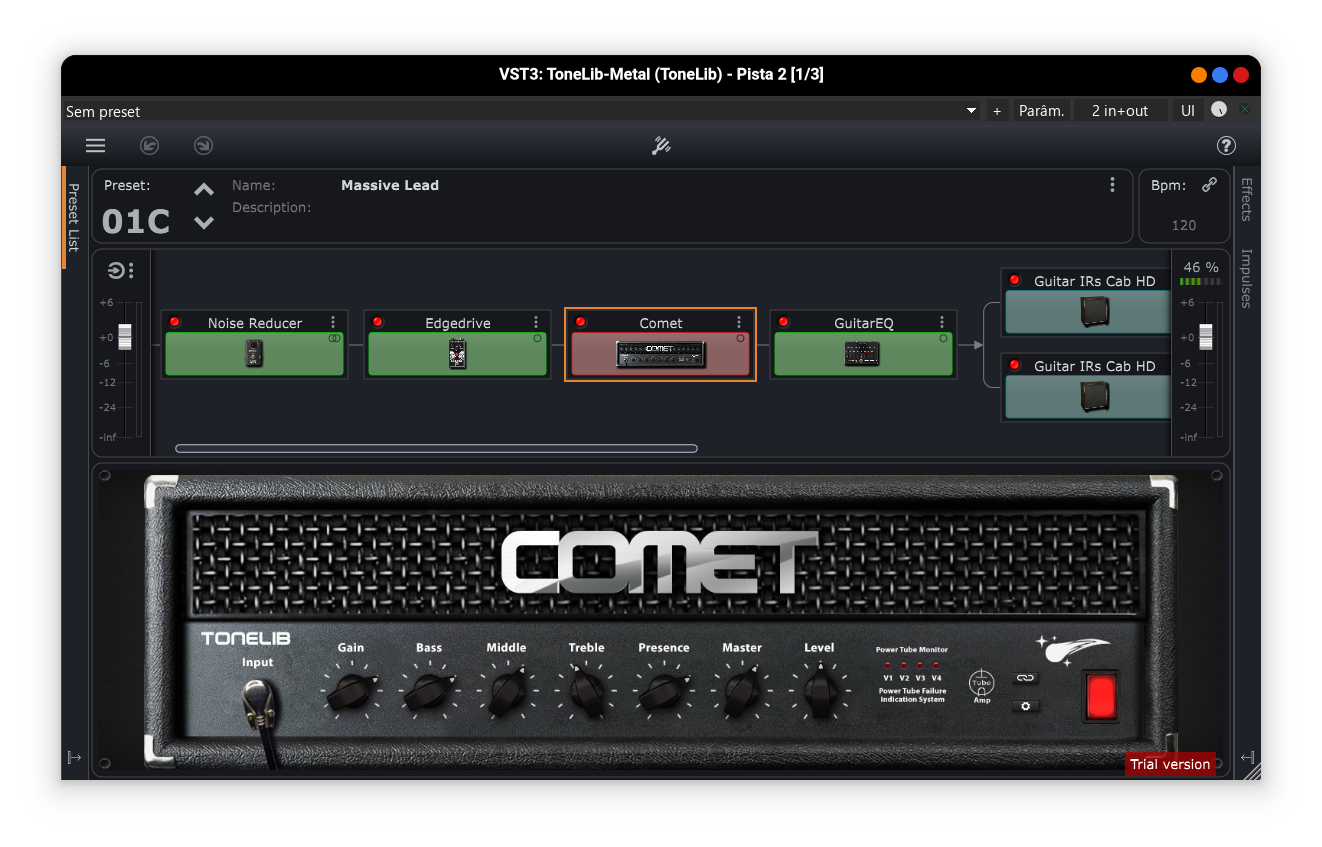 VST3: ToneLib-Metal (ToneLib) - Pista 2 [1/3]
Sem preset
+
Parâm.
2 in+out
UI
?
Preset List
Preset:
01C
Name:
Massive Lead
Description:
Bpm:
120
Effects
Impulses
+6
+0
-6
-12
-24
-inf
Noise Reducer
Edgedrive
Comet
COMET
GuitarEQ
Guitar IRs Cab HD
Guitar IRs Cab HD
46 %
+6
+0
-6
-12
-24
-inf
COMET
TONELIB
Input
Gain
Bass
Middle
Treble
Presence
Master
Level
Power Tube Monitor
V1 V2 V3 V4
Power Tube Failure
Indication System
Tube
Amp
Trial version